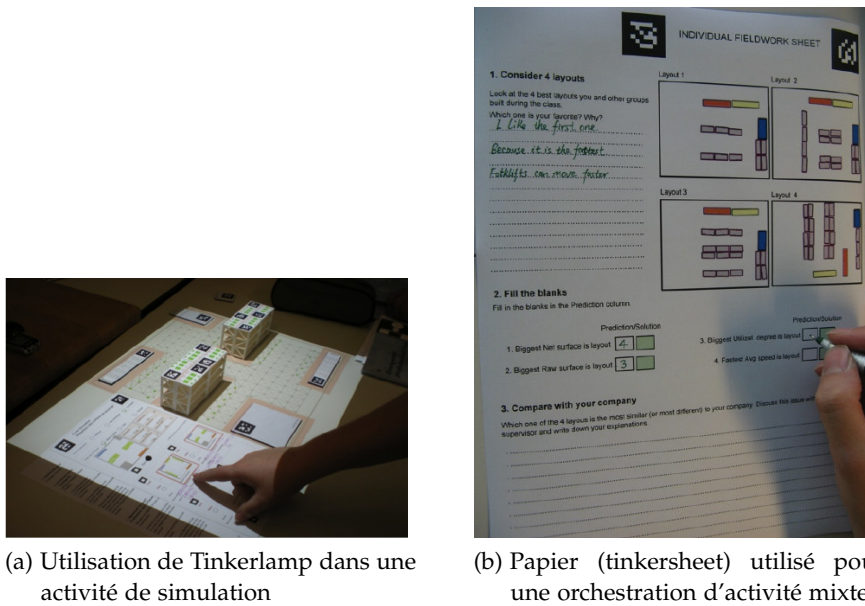 INDIVIDUAL FIELDWORK SHEET
1. Consider 4 layouts
Look at the 4 best layouts you and other groups
built during the class.
Which one is your favorite? Why?
I Like the first one
Because it is the fastest
Forklifts can move faster
Layout 1
Layout 2
Layout 3
Layout 4
2. Fill the blanks
Fill in the blanks in the Prediction column.
Prediction/Solution
1. Biggest Net surface is layout 4
2. Biggest Raw surface is layout 3
Prediction/Solution
3. Biggest Utilizat. degree is layout
4. Fastest Avg speed is layout
3. Compare with your company
Which one of the 4 layous is the most similar (or most different) to your company. Discuss this issue
supervisor and write down your explanations.
(a) Utilisation de Tinkerlamp dans une
activité de simulation
(b) Papier (tinkersheet) utilisé pou
une orchestration d'activité mixte